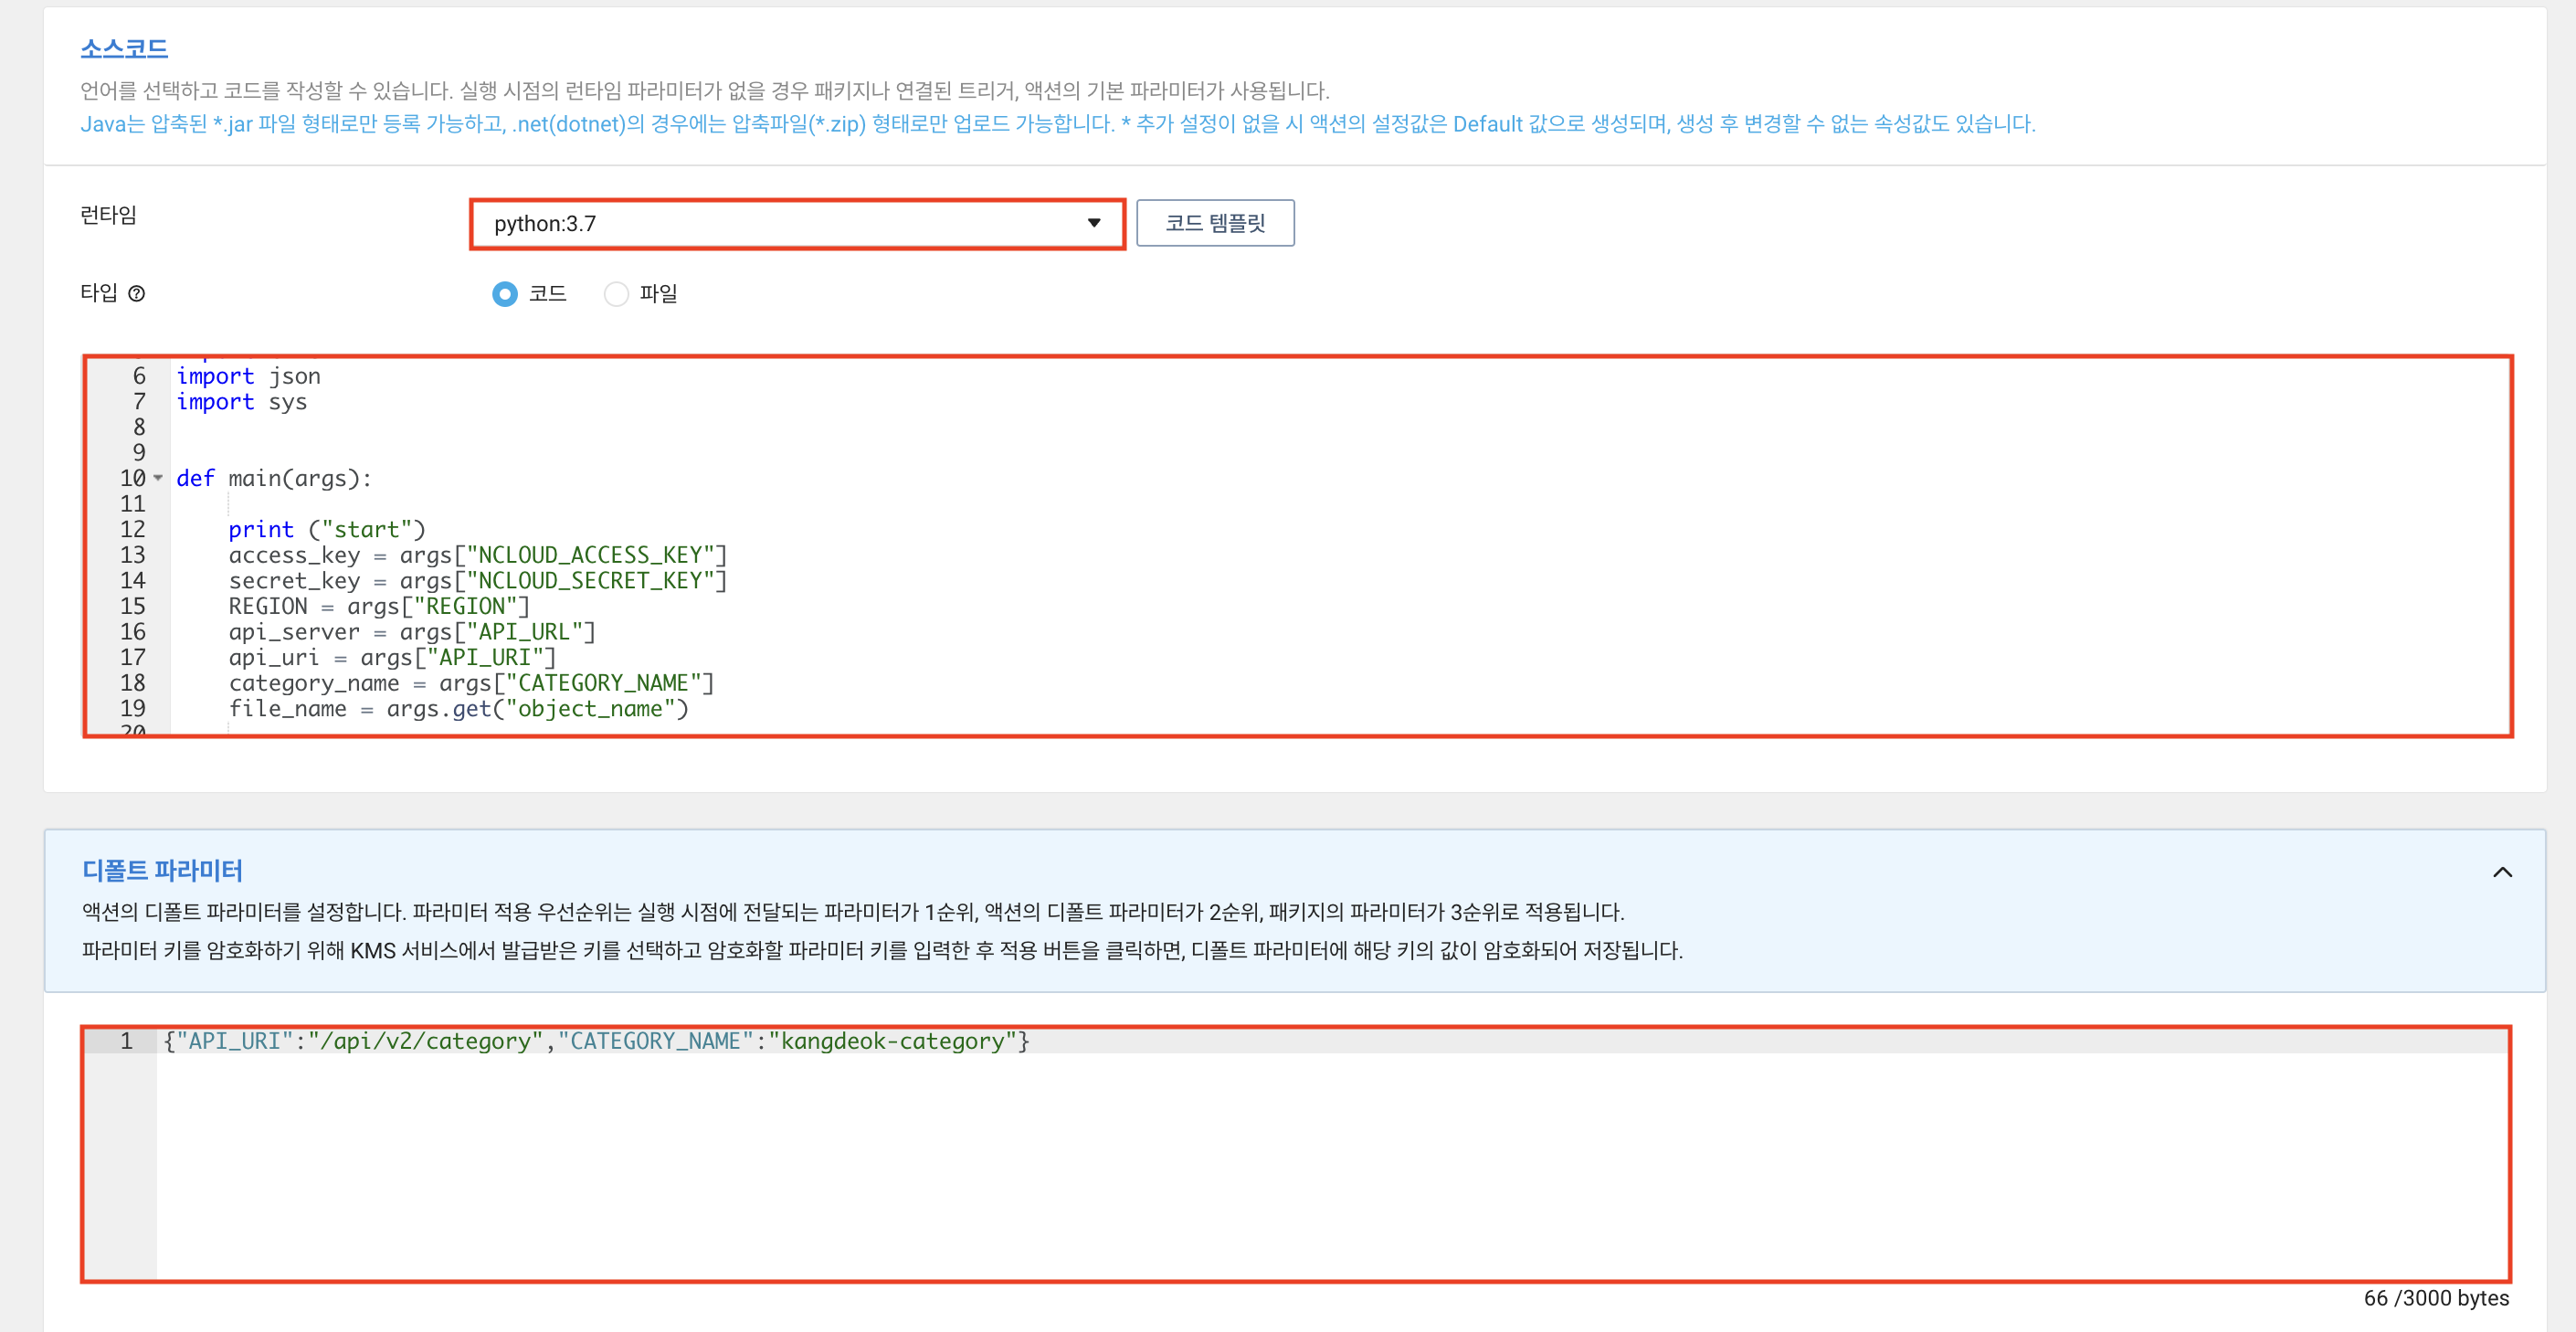 소스코드
언어를 선택하고 코드를 작성할 수 있습니다. 실행 시점의 런타임 파라미터가 없을 경우 패키지나 연결된 트리거, 액션의 기본 파라미터가 사용됩니다.
Java는 압축된 *.jar 파일 형태로만 등록 가능하고, .net(dotnet)의 경우에는 압축파일(*.zip) 형태로만 업로드 가능합니다. * 추가 설정이 없을 시 액션의 설정값은 Default 값으로 생성되며, 생성 후 변경할 수 없는 속성값도 있습니다.
런타임 python:3.7 코드 템플릿
타입 코드 파일
6 import json
7 import sys
8
9
10 def main(args):
11
12 print ("start")
13 access_key = args["NCLOUD_ACCESS_KEY"]
14 secret_key = args["NCLOUD_SECRET_KEY"]
15 REGION = args["REGION"]
16 api_server = args["API_URL"]
17 api_uri = args["API_URI"]
18 category_name = args["CATEGORY_NAME"]
19 file_name = args.get("object_name")
20
디폴트 파라미터
액션의 디폴트 파라미터를 설정합니다. 파라미터 적용 우선순위는 실행 시점에 전달되는 파라미터가 1순위, 액션의 디폴트 파라미터가 2순위, 패키지의 파라미터가 3순위로 적용됩니다.
파라미터 키를 암호화하기 위해 KMS 서비스에서 발급받은 키를 선택하고 암호화할 파라미터 키를 입력한 후 적용 버튼을 클릭하면, 디폴트 파라미터에 해당 키의 값이 암호화되어 저장됩니다.
1 {"API_URI":"/api/v2/category","CATEGORY_NAME":"kangdeok-category"}
66 /3000 bytes